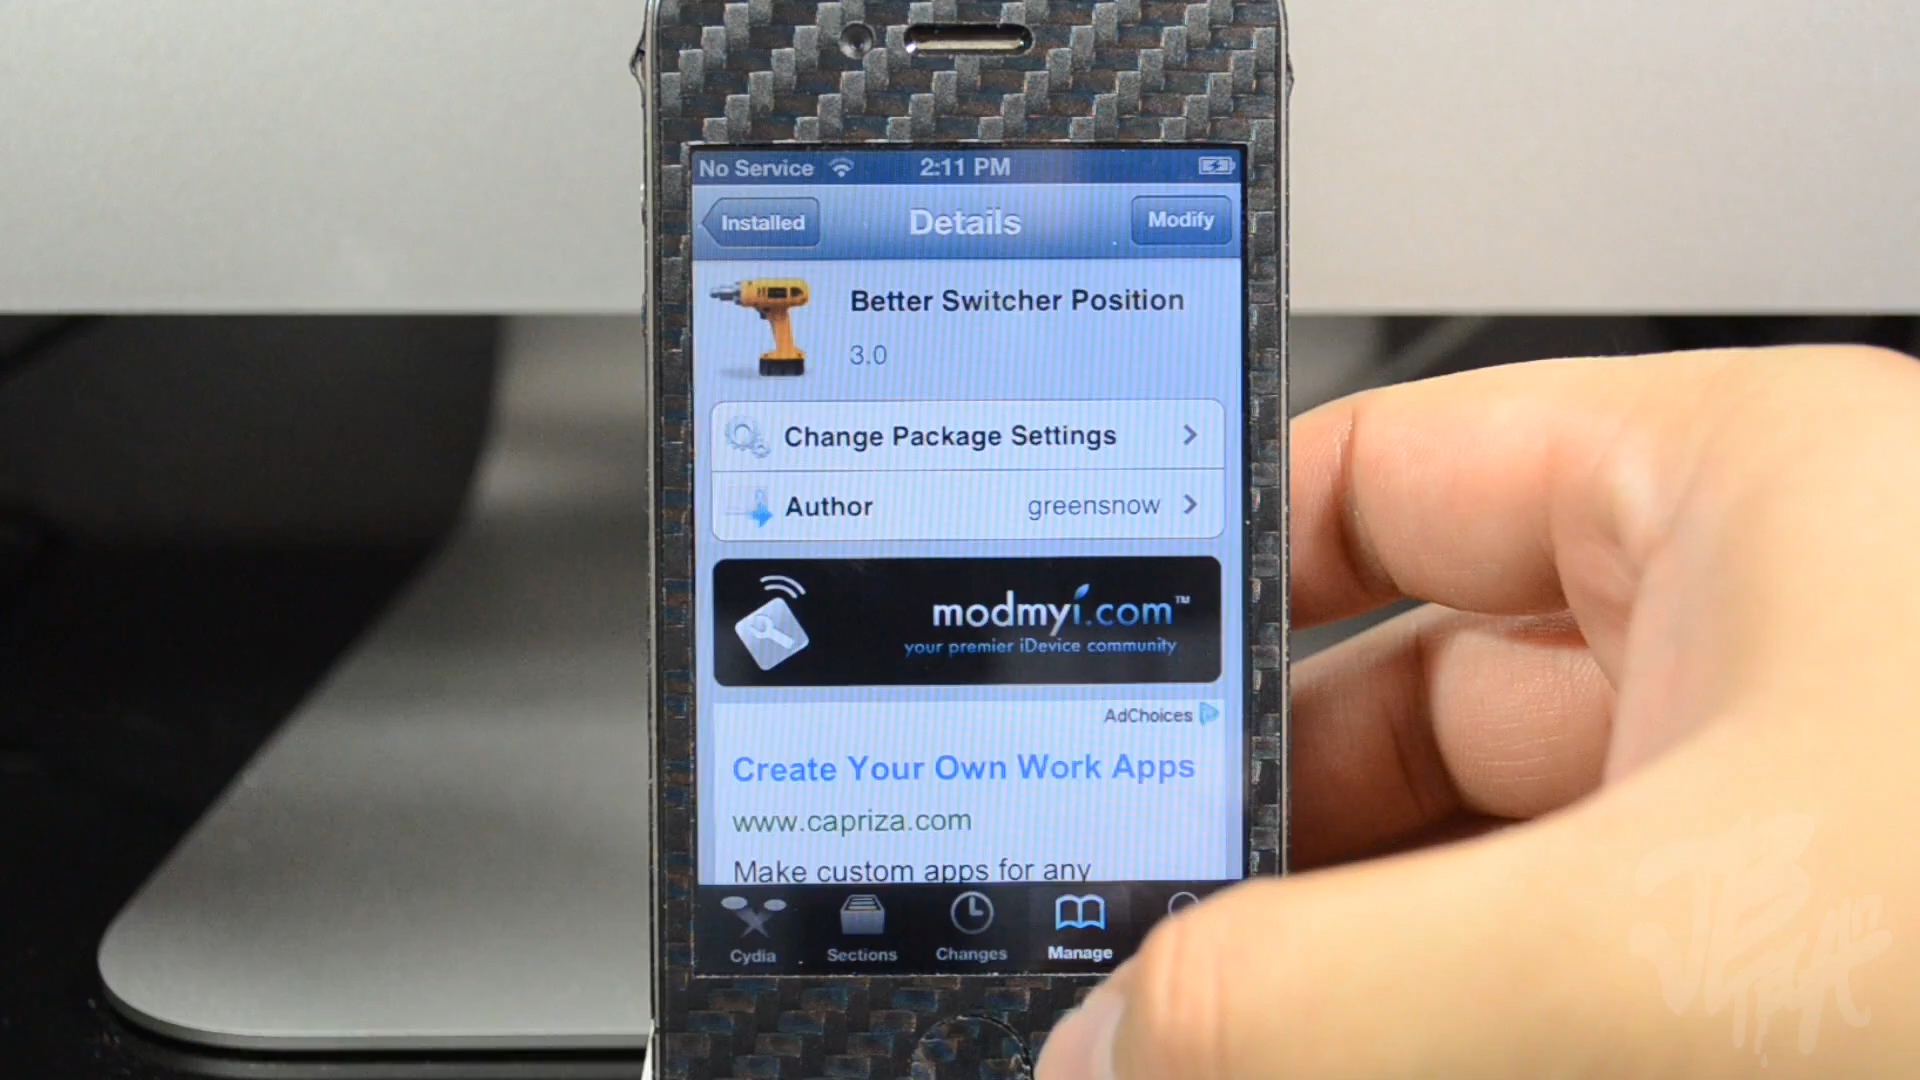 No Service
2:11 PM
Installed
Details
Modify
Better Switcher Position
3.0
Change Package Settings
Author
greensnow
modmyi.com™
your premier iDevice community
AdChoices
Create Your Own Work Apps
www.capriza.com
Make custom apps for any
Cydia
Sections
Changes
Manage